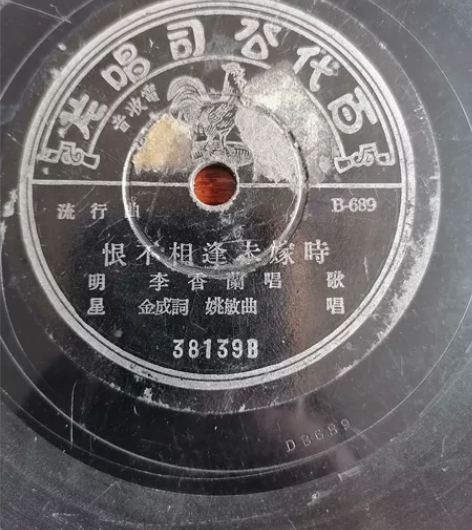 百代公司唱片
電收音
流行曲 B-689
恨不相逢未嫁時
明 李香蘭唱 歌
星 金成詞 姚敏曲 唱
38139B
DB689